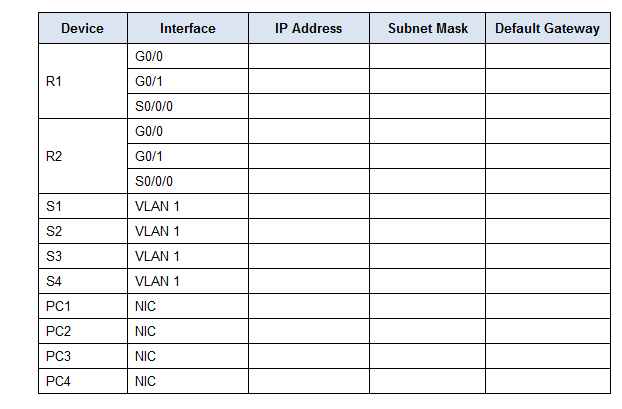 Device Interface IP Address Subnet Mask Default Gateway
R1 G0/0
G0/1
S0/0/0
R2 G0/0
G0/1
S0/0/0
S1 VLAN 1
S2 VLAN 1
S3 VLAN 1
S4 VLAN 1
PC1 NIC
PC2 NIC
PC3 NIC
PC4 NIC